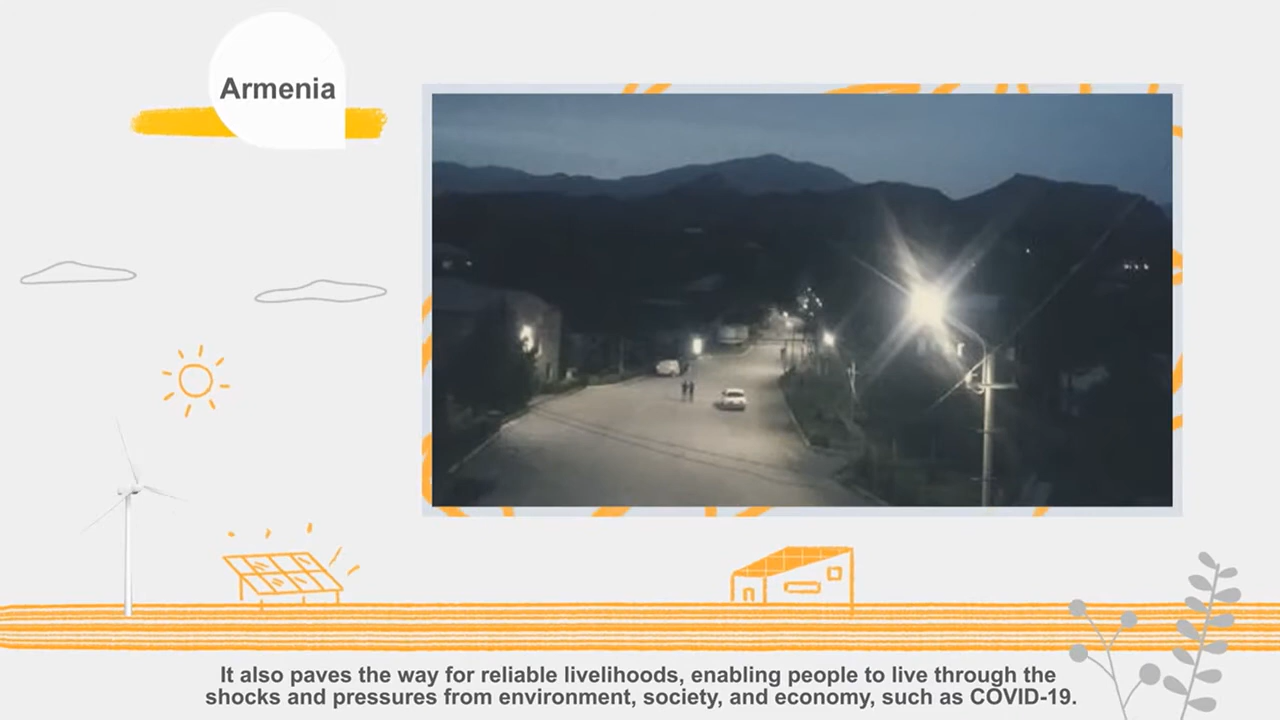 Armenia
It also paves the way for reliable livelihoods, enabling people to live through the
shocks and pressures from environment, society, and economy, such as COVID-19.